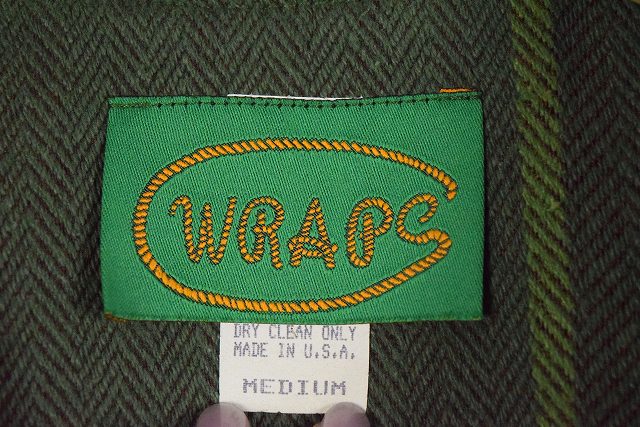 WRAPS
DRY CLEAN ONLY
MADE IN U.S.A.
MEDIUM